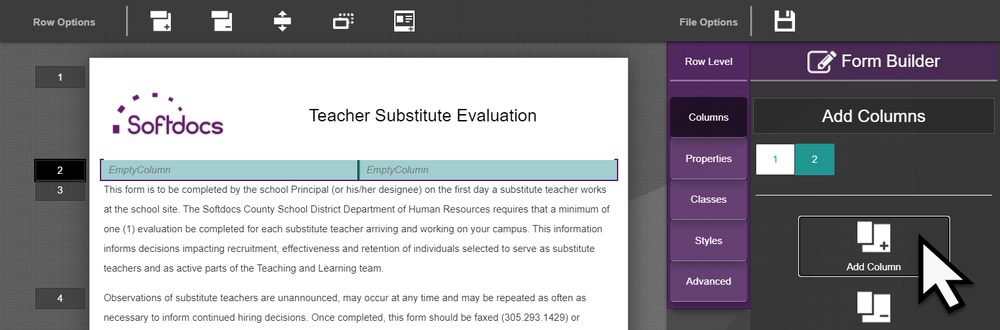 Row Options
File Options
Row Level
Form Builder
1
Softdocs
Teacher Substitute Evaluation
Columns
Add Columns
Properties
1
2
2
EmptyColumn
EmptyColumn
3
This form is to be completed by the school Principal (or his/her designee) on the first day a substitute teacher works
at the school site. The Softdocs County School District Department of Human Resources requires that a minimum of
one (1) evaluation be completed for each substitute teacher arriving and working on your campus. This information
informs decisions impacting recruitment, effectiveness and retention of individuals selected to serve as substitute
teachers and as active parts of the Teaching and Learning team.
Classes
Styles
Add Column
Advanced
4
Observations of substitute teachers are unannounced, may occur at any time and may be repeated as often as
necessary to inform continued hiring decisions. Once completed, this form should be faxed (305.293.1429) or